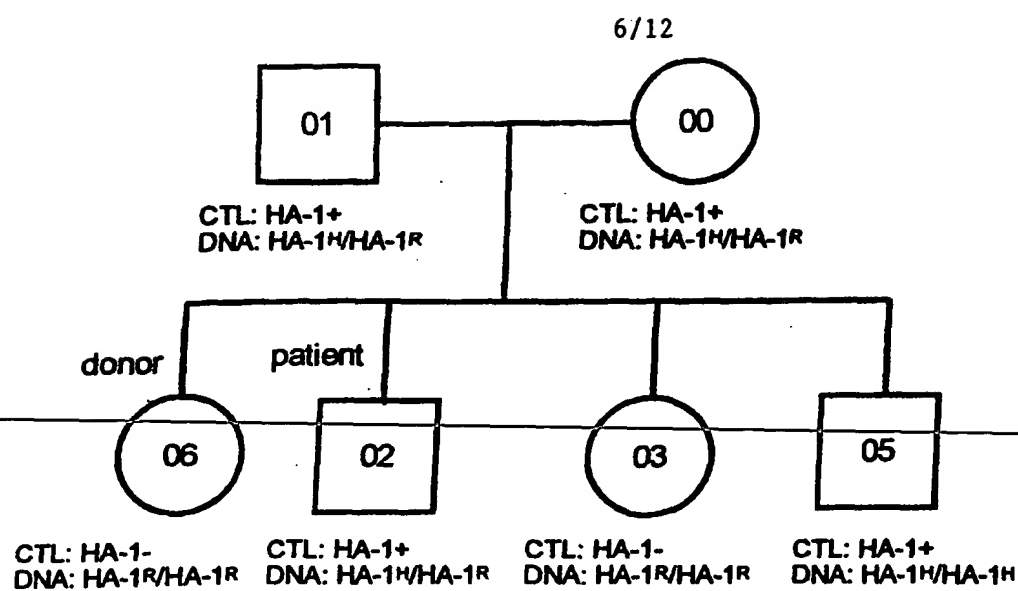 6/12
01
00
CTL: HA-1+
DNA: HA-1H/HA-1R
CTL: HA-1+
DNA: HA-1H/HA-1R
donor
patient
06
02
03
05
CTL: HA-1-
DNA: HA-1R/HA-1R
CTL: HA-1+
DNA: HA-1H/HA-1R
CTL: HA-1-
DNA: HA-1R/HA-1R
CTL: HA-1+
DNA: HA-1H/HA-1H